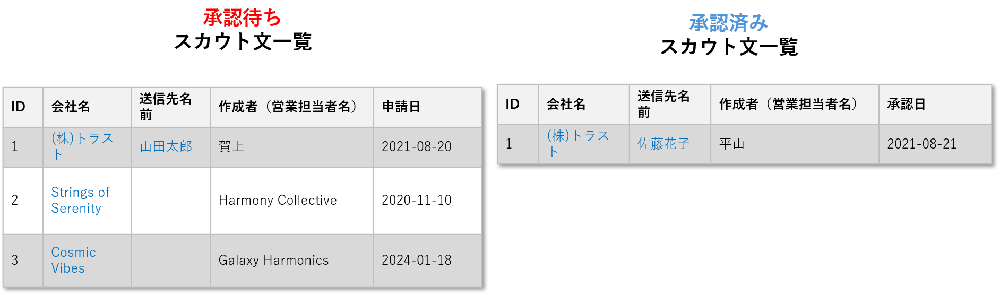 承認待ち
スカウト文一覧
ID 会社名 送信先名前 作成者（営業担当者名） 申請日
1 (株)トラスト 山田太郎 賀上 2021-08-20
2 Strings of Serenity Harmony Collective 2020-11-10
3 Cosmic Vibes Galaxy Harmonics 2024-01-18
承認済み
スカウト文一覧
ID 会社名 送信先名前 作成者（営業担当者名） 承認日
1 (株)トラスト 佐藤花子 平山 2021-08-21